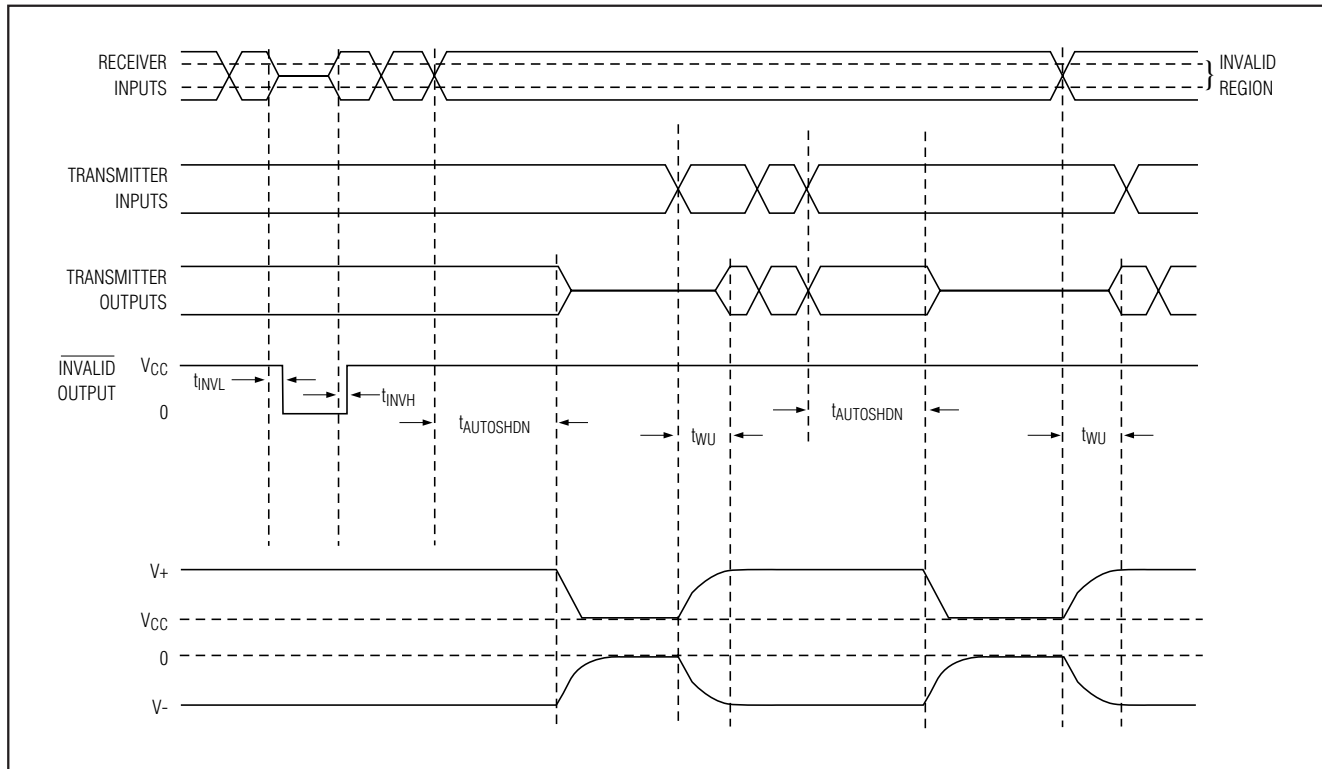 RECEIVER
INPUTS
} INVALID
REGION
TRANSMITTER
INPUTS
TRANSMITTER
OUTPUTS
INVALID
OUTPUT
VCC
0
tINVL
tINVH
tAUTOSHDN
tWU
tAUTOSHDN
tWU
V+
VCC
0
V-